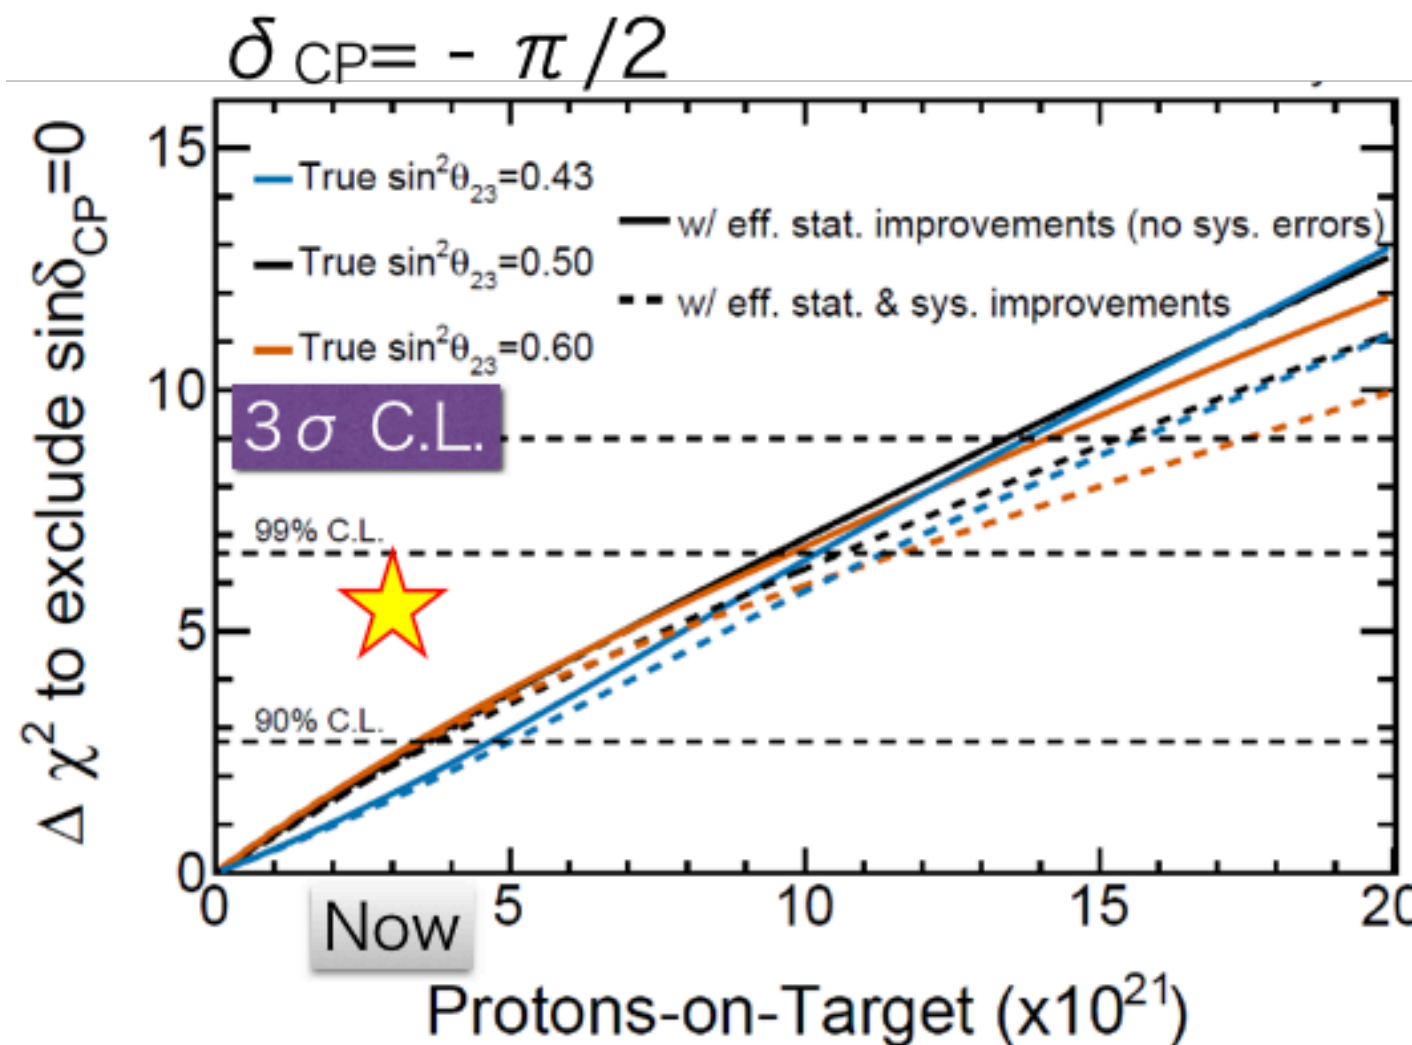 δ CP= - π /2
Δ χ² to exclude sinδCP=0
15
10
5
0
True sin²θ23=0.43
True sin²θ23=0.50
True sin²θ23=0.60
w/ eff. stat. improvements (no sys. errors)
w/ eff. stat. & sys. improvements
3σ C.L.
99% C.L.
90% C.L.
0 5 10 15 20
Now
Protons-on-Target (x10²¹)